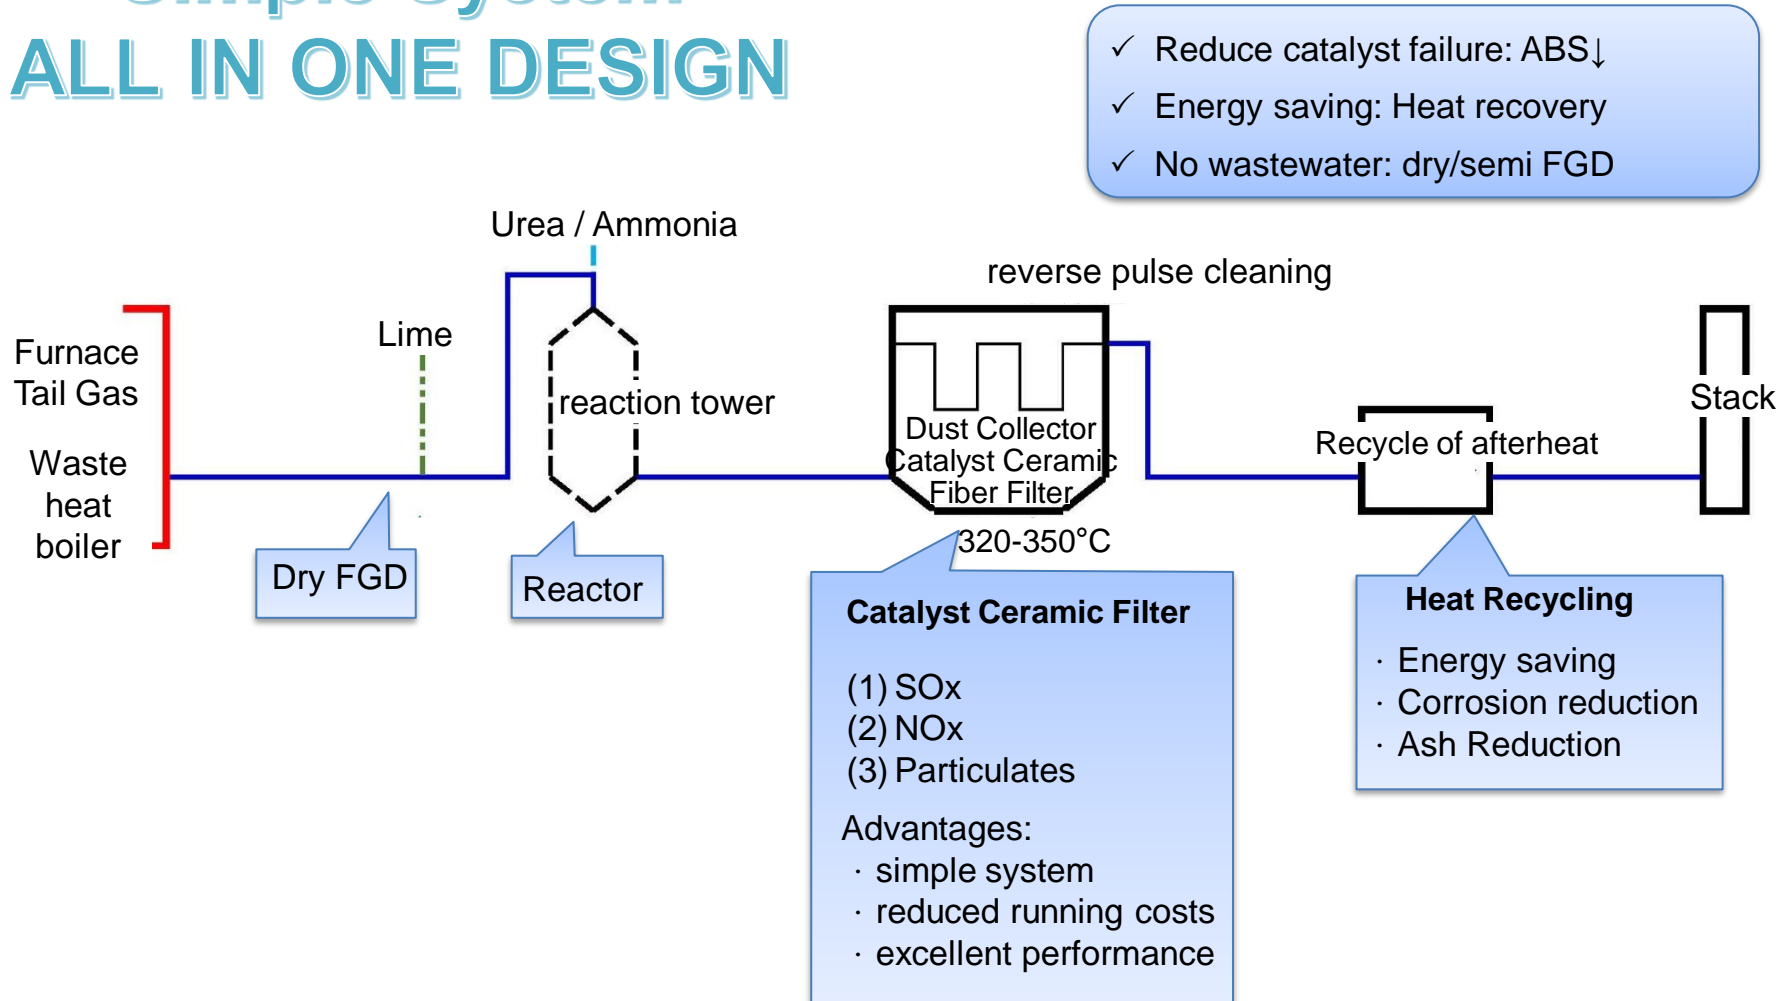 Simple System
ALL IN ONE DESIGN
✓ Reduce catalyst failure: ABS↓
✓ Energy saving: Heat recovery
✓ No wastewater: dry/semi FGD
Urea / Ammonia
reverse pulse cleaning
Lime
Furnace
Tail Gas
Waste
heat
boiler
reaction tower
Dust Collector
Catalyst Ceramic
Fiber Filter
320-350°C
Recycle of afterheat
Stack
Dry FGD
Reactor
Catalyst Ceramic Filter
(1) SOx
(2) NOx
(3) Particulates
Advantages:
· simple system
· reduced running costs
· excellent performance
Heat Recycling
· Energy saving
· Corrosion reduction
· Ash Reduction